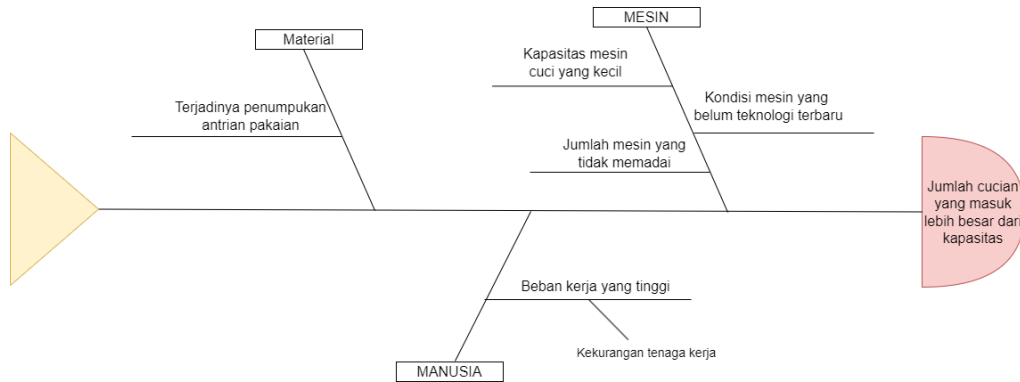 MESIN
Material
Kapasitas mesin
cuci yang kecil
Terjadinya penumpukan
antrian pakaian
Kondisi mesin yang
belum teknologi terbaru
Jumlah mesin yang
tidak memadai
Jumlah cucian
yang masuk
lebih besar dari
kapasitas
Beban kerja yang tinggi
Kekurangan tenaga kerja
MANUSIA